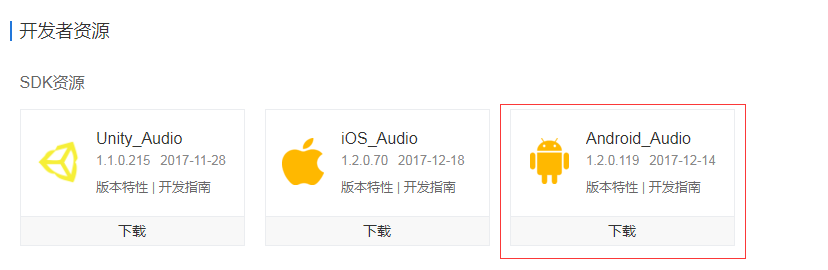 开发者资源
SDK资源
Unity_Audio
1.1.0.215 2017-11-28
版本特性 | 开发指南
下载
iOS_Audio
1.2.0.70 2017-12-18
版本特性 | 开发指南
下载
Android_Audio
1.2.0.119 2017-12-14
版本特性 | 开发指南
下载